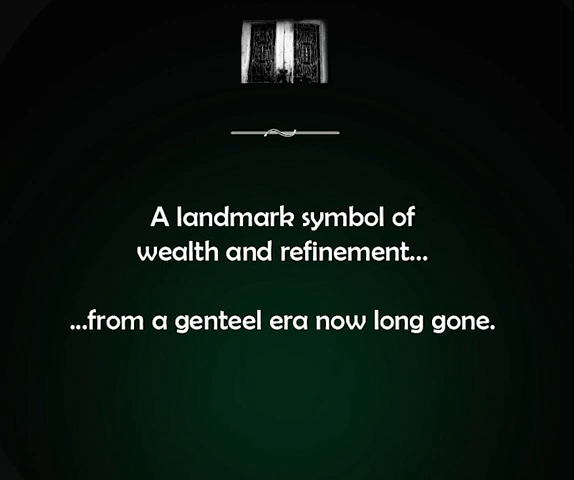 A landmark symbol of
wealth and refinement...
...from a genteel era now long gone.